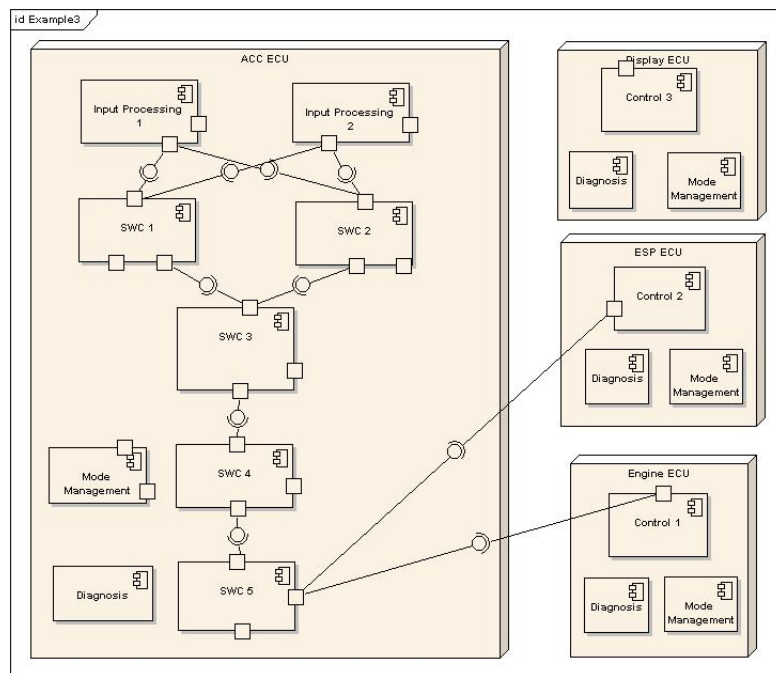 id Example3
ACC ECU
Input Processing
1
Input Processing
2
SWC 1
SWC 2
SWC 3
SWC 4
Mode
Management
SWC 5
Diagnosis
Display ECU
Control 3
Diagnosis
Mode
Management
ESP ECU
Control 2
Diagnosis
Mode
Management
Engine ECU
Control 1
Diagnosis
Mode
Management